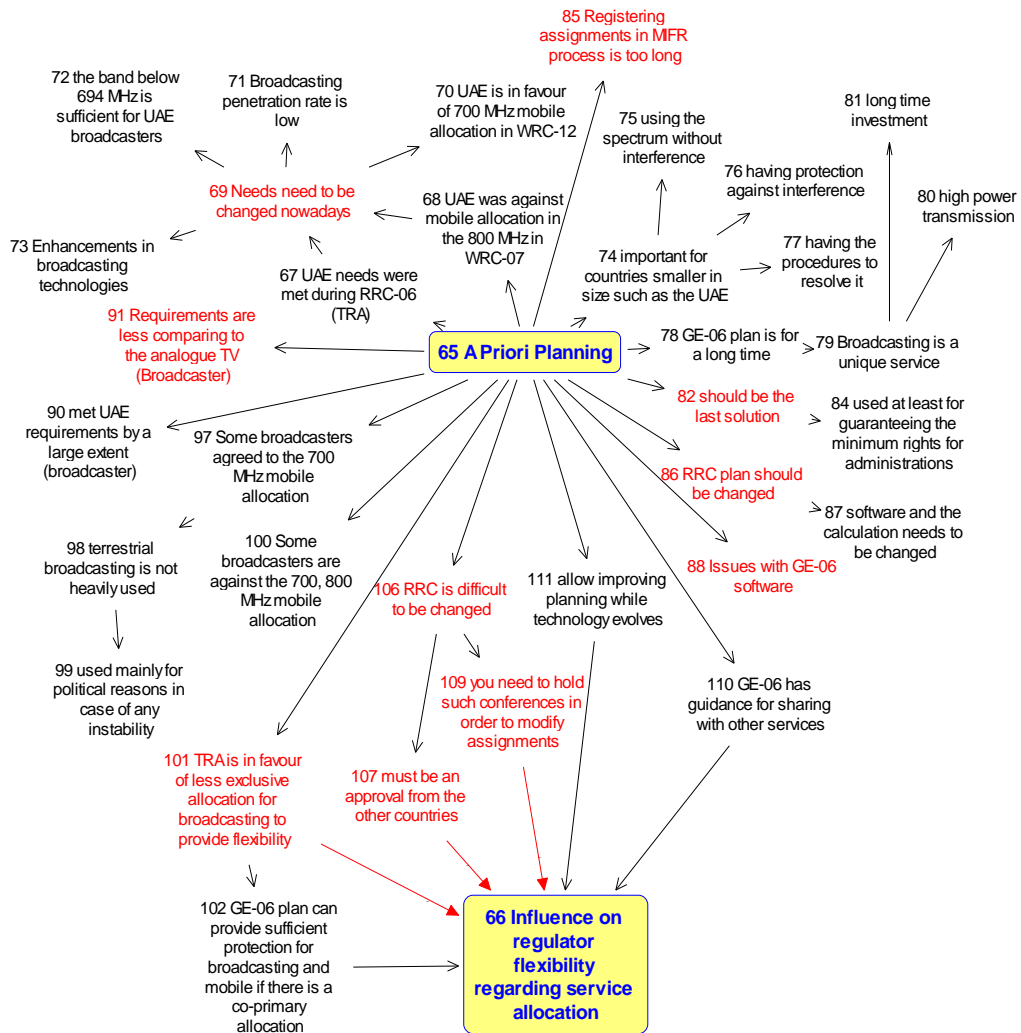 85 Registering
assignments in MIFR
process is too long
72 the band below
694 MHz is
sufficient for UAE
broadcasters
71 Broadcasting
penetration rate is
low
70 UAE is in favour
of 700 MHz mobile
allocation in WRC-12
75 using the
spectrum without
interference
81 long time
investment
76 having protection
against interference
80 high power
transmission
69 Needs need to be
changed nowadays
68 UAE was against
mobile allocation in
the 800 MHz in
WRC-07
73 Enhancements in
broadcasting
technologies
67 UAE needs were
met during RRC-06
(TRA)
74 important for
countries smaller in
size such as the UAE
77 having the
procedures to
resolve it
91 Requirements are
less comparing to
the analogue TV
(Broadcaster)
65 A Priori Planning
78 GE-06 plan is for
a long time
79 Broadcasting is a
unique service
82 should be the
last solution
84 used at least for
guaranteeing the
minimum rights for
administrations
90 met UAE
requirements by a
large extent
(broadcaster)
97 Some broadcasters
agreed to the 700
MHz mobile
allocation
86 RRC plan should
be changed
87 software and the
calculation needs to
be changed
98 terrestrial
broadcasting is not
heavily used
100 Some
broadcasters are
against the 700, 800
MHz mobile
allocation
106 RRC is difficult
to be changed
111 allow improving
planning while
technology evolves
88 Issues with GE-06
software
99 used mainly for
political reasons in
case of any
instability
109 you need to hold
such conferences in
order to modify
assignments
110 GE-06 has
guidance for sharing
with other services
101 TRA is in favour
of less exclusive
allocation for
broadcasting to
provide flexibility
107 must be an
approval from the
other countries
102 GE-06 plan can
provide sufficient
protection for
broadcasting and
mobile if there is a
co-primary
allocation
66 Influence on
regulator
flexibility
regarding service
allocation